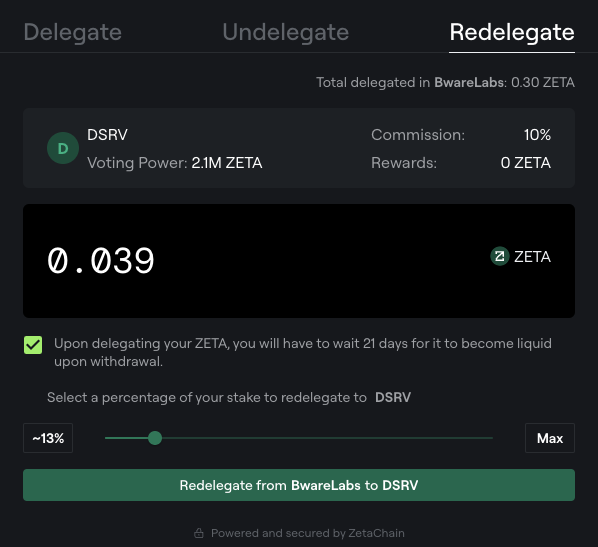 Delegate Undelegate Redelegate
Total delegated in BwareLabs: 0.30 ZETA
D
DSRV Commission: 10%
Voting Power: 2.1M ZETA Rewards: 0 ZETA
0.039 ZETA
Upon delegating your ZETA, you will have to wait 21 days for it to become liquid
upon withdrawal.
Select a percentage of your stake to redelegate to DSRV
~13% Max
Redelegate from BwareLabs to DSRV
Powered and secured by ZetaChain